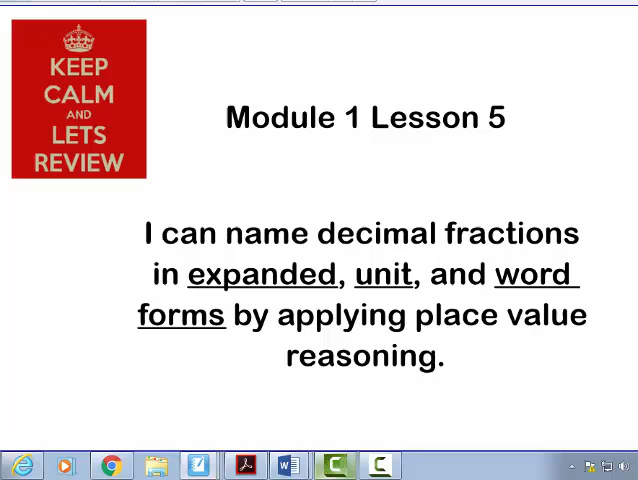 KEEP
CALM
AND
LETS
REVIEW
Module 1 Lesson 5
I can name decimal fractions
in expanded, unit, and word
forms by applying place value
reasoning.